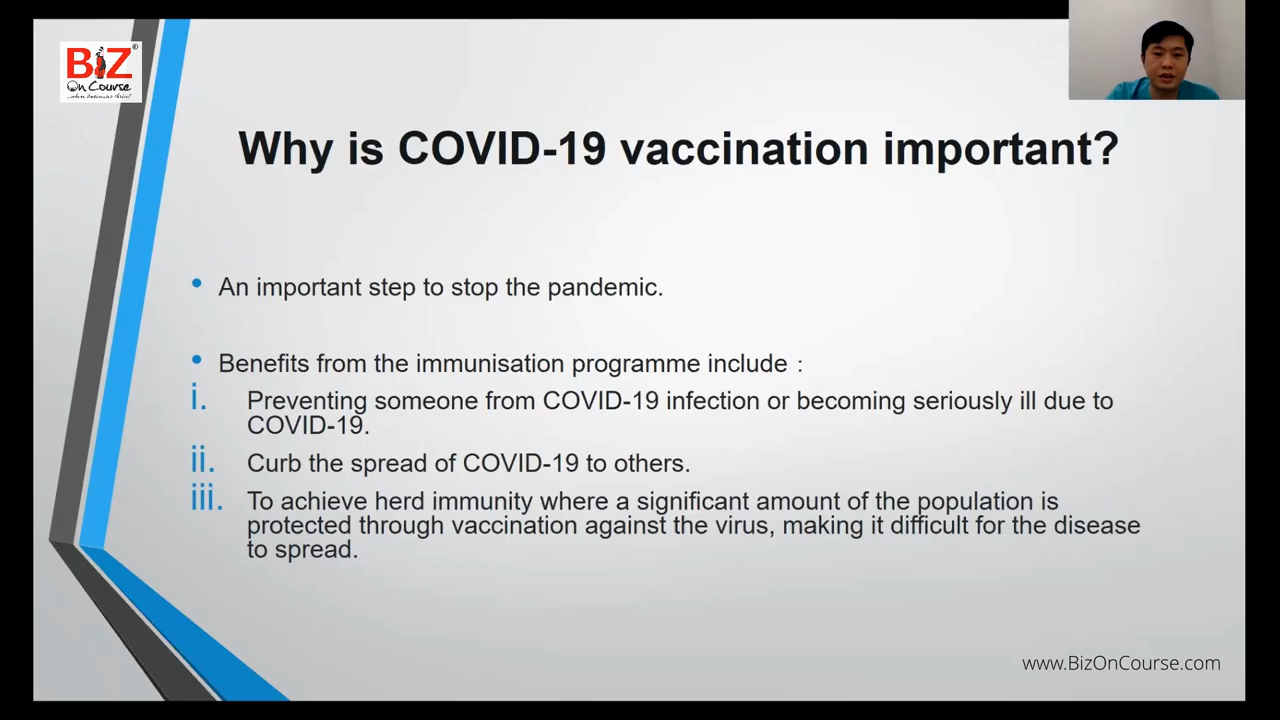 BiZ
On Course
Why is COVID-19 vaccination important?
• An important step to stop the pandemic.
• Benefits from the immunisation programme include :
i. Preventing someone from COVID-19 infection or becoming seriously ill due to
COVID-19.
ii. Curb the spread of COVID-19 to others.
iii. To achieve herd immunity where a significant amount of the population is
protected through vaccination against the virus, making it difficult for the disease
to spread.
www.BizOnCourse.com